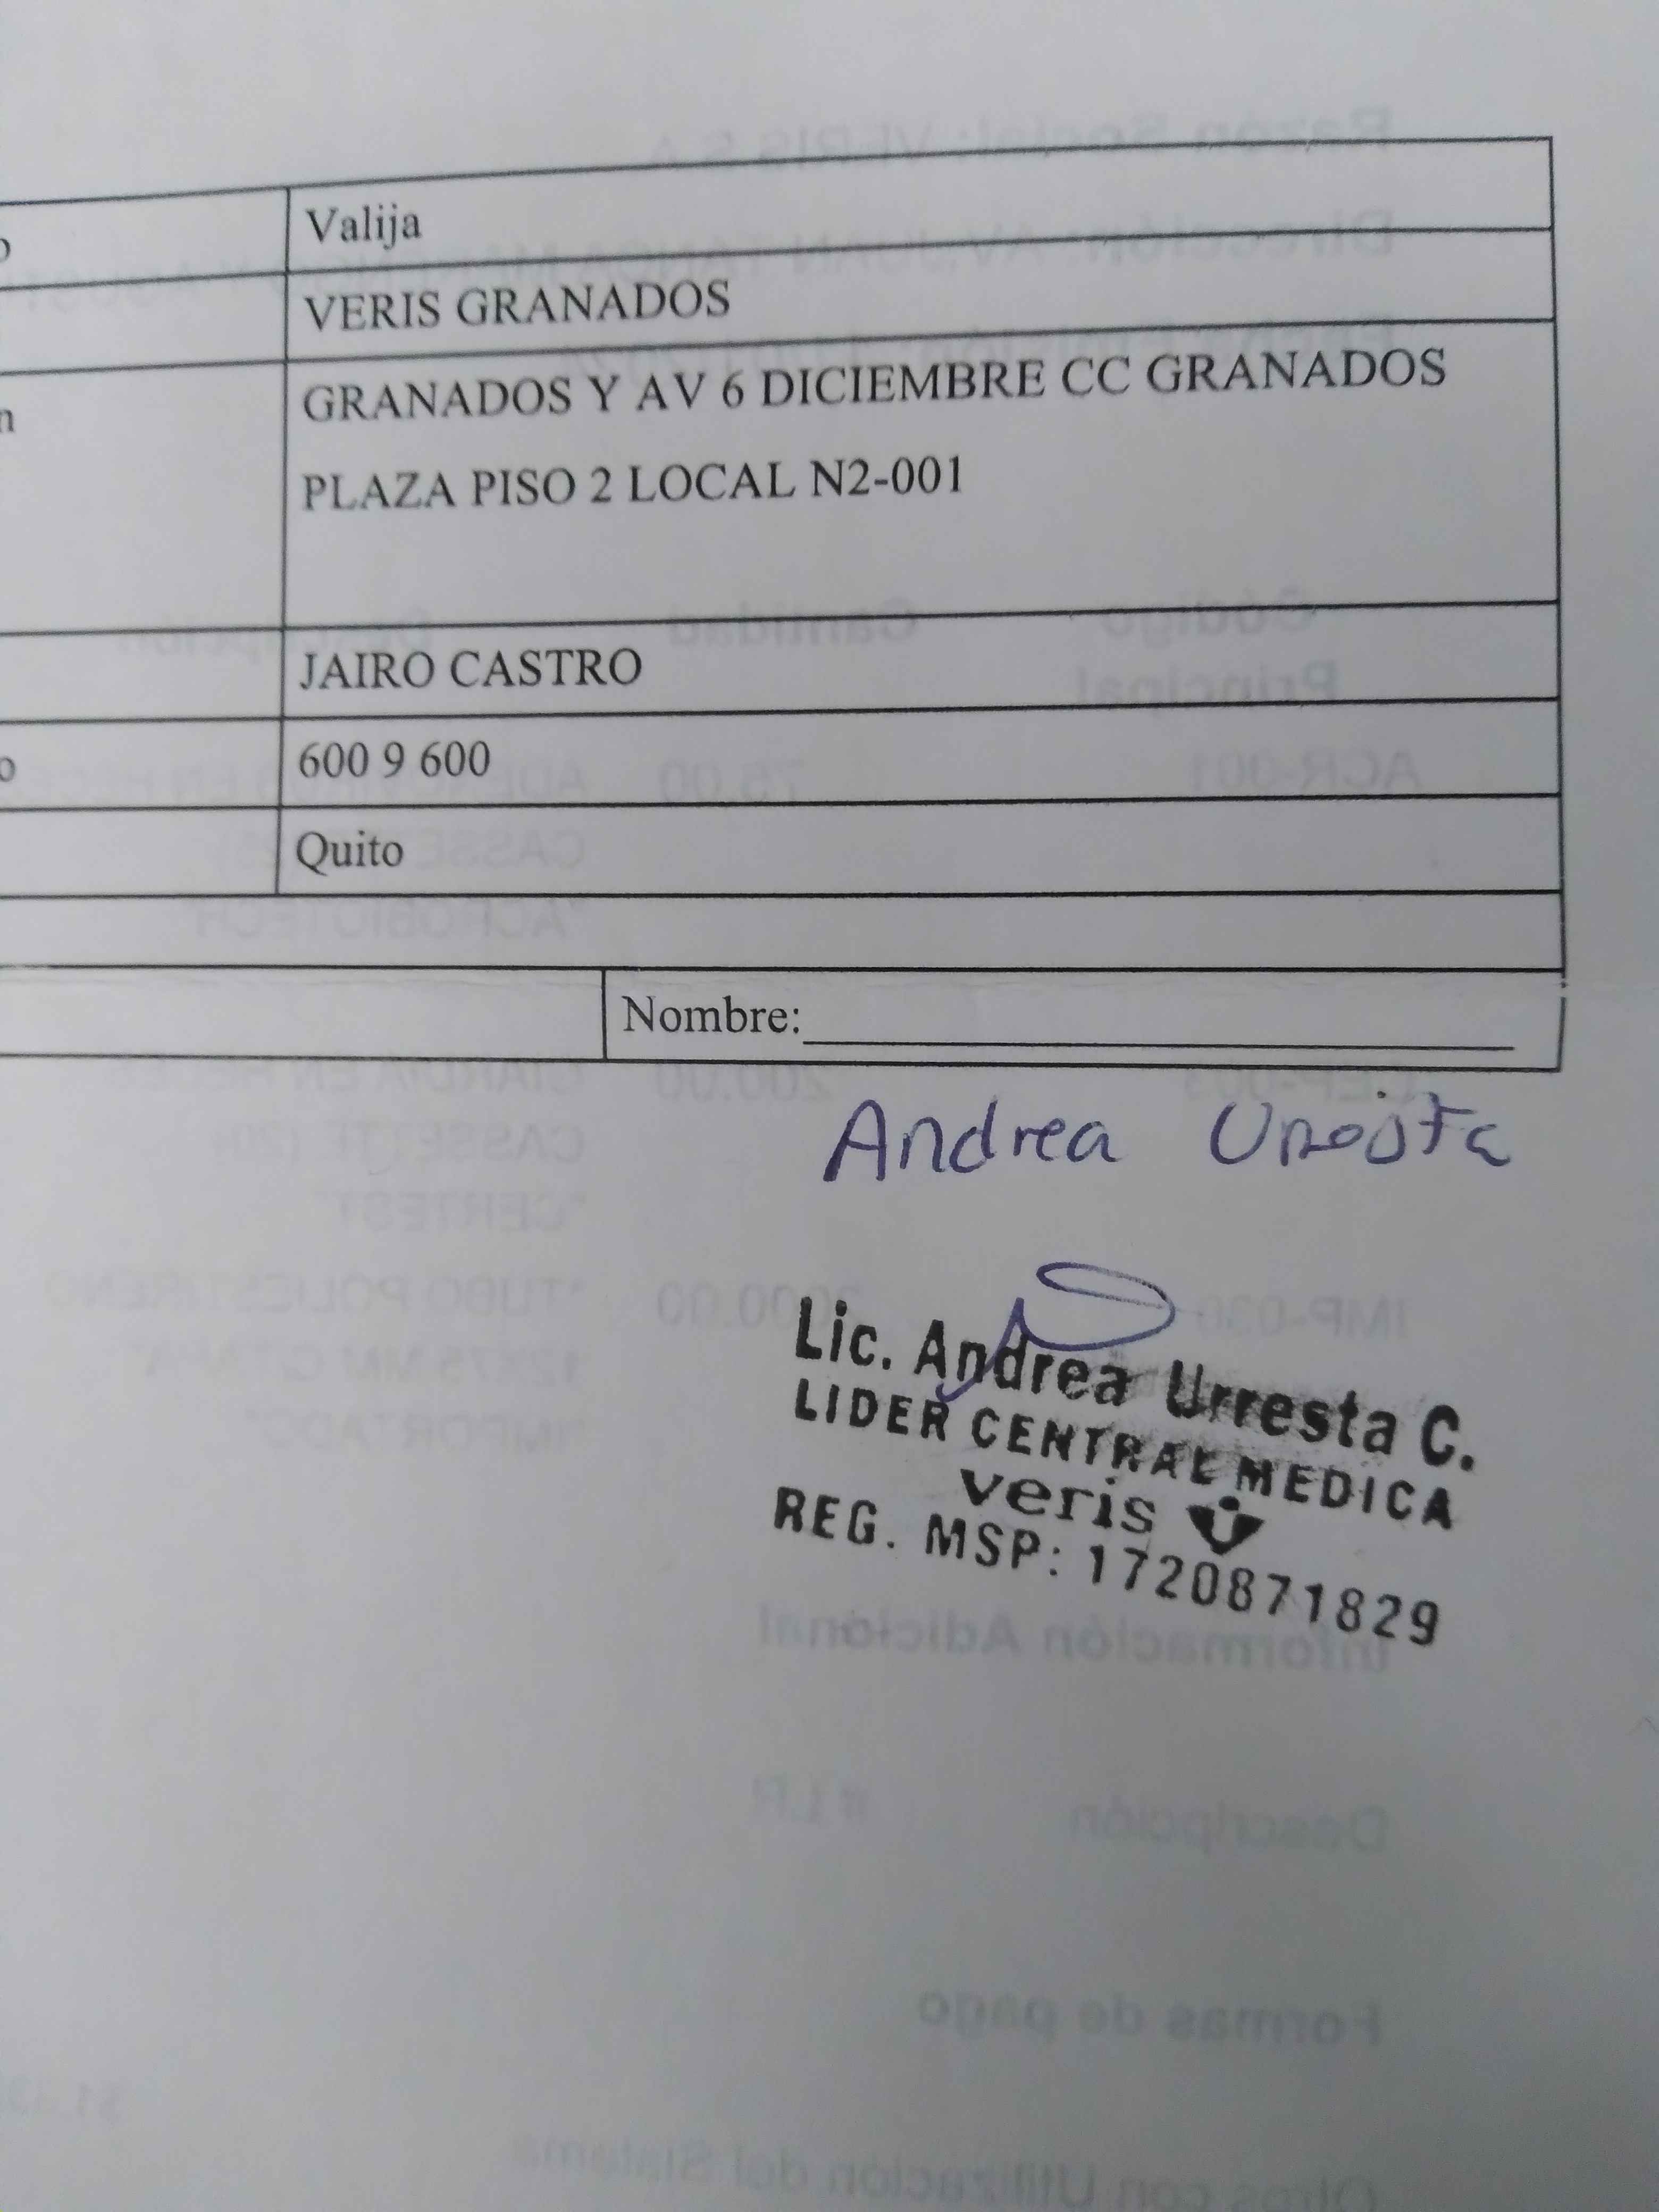 Valija
VERIS GRANADOS
GRANADOS Y AV 6 DICIEMBRE CC GRANADOS
PLAZA PISO 2 LOCAL N2-001
JAIRO CASTRO
600 9 600
Quito
Nombre:
Andrea Urresta
Lic. Andrea Urresta C.
LIDER CENTRAL MEDICA
veris
REG. MSP: 1720871829